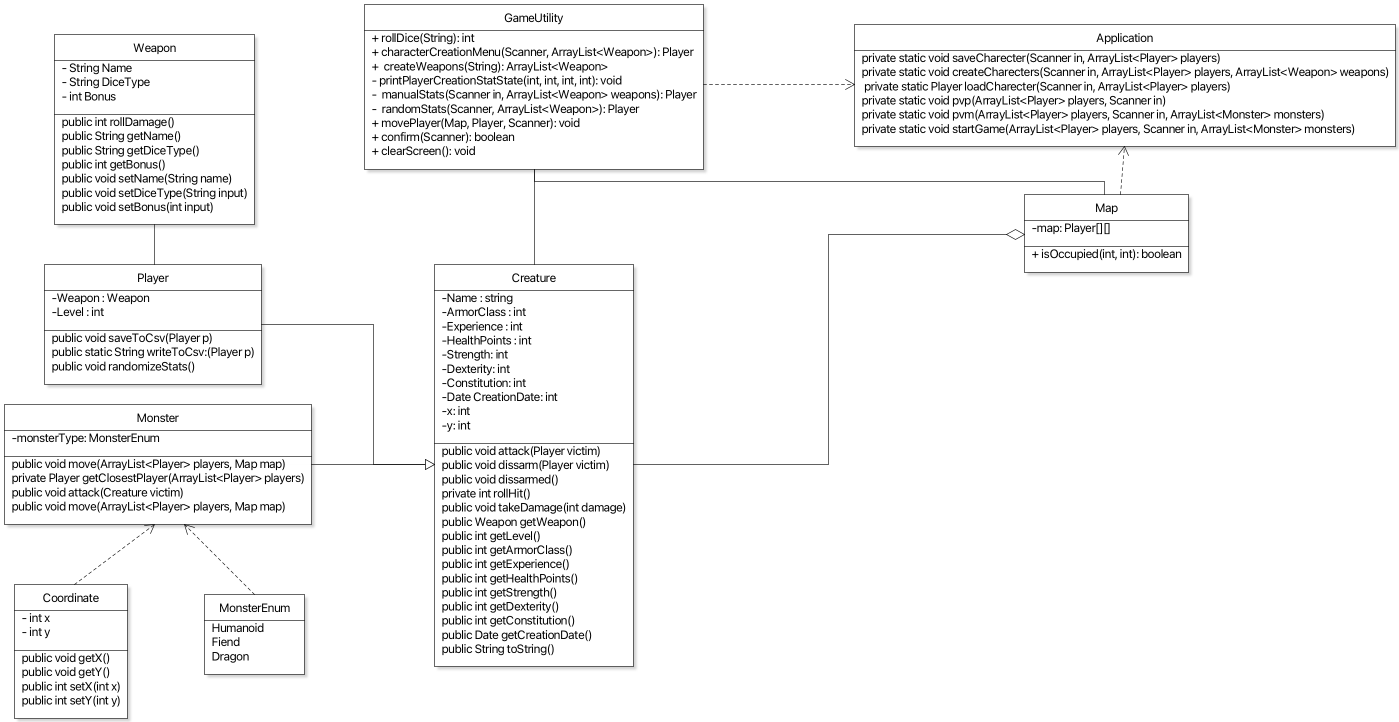 Weapon
- String Name
- String DiceType
- int Bonus
public int rollDamage()
public String getName()
public String getDiceType()
public int getBonus()
public void setName(String name)
public void setDiceType(String input)
public void setBonus(int input)
GameUtility
+ rollDice(String): int
+ characterCreationMenu(Scanner, ArrayList<Weapon>): Player
+ createWeapons(String): ArrayList<Weapon>
- printPlayerCreationStatState(int, int, int, int): void
- manualStats(Scanner in, ArrayList<Weapon> weapons): Player
- randomStats(Scanner, ArrayList<Weapon>): Player
+ movePlayer(Map, Player, Scanner): void
+ confirm(Scanner): boolean
+ clearScreen(): void
Application
private static void saveCharecter(Scanner in, ArrayList<Player> players)
private static void createCharecters(Scanner in, ArrayList<Player> players, ArrayList<Weapon> weapons)
private static Player loadCharecter(Scanner in, ArrayList<Player> players)
private static void pvp(ArrayList<Player> players, Scanner in)
private static void pvm(ArrayList<Player> players, Scanner in, ArrayList<Monster> monsters)
private static void startGame(ArrayList<Player> players, Scanner in, ArrayList<Monster> monsters)
Map
-map: Player[][]
+ isOccupied(int, int): boolean
Player
-Weapon : Weapon
-Level : int
public void saveToCsv(Player p)
public static String writeToCsv:(Player p)
public void randomizeStats()
Creature
-Name : string
-ArmorClass : int
-Experience : int
-HealthPoints : int
-Strength: int
-Dexterity: int
-Constitution: int
-Date CreationDate: int
-x: int
-y: int
public void attack(Player victim)
public void dissarm(Player victim)
public void dissarmed()
private int rollHit()
public void takeDamage(int damage)
public Weapon getWeapon()
public int getLevel()
public int getArmorClass()
public int getExperience()
public int getHealthPoints()
public int getStrength()
public int getDexterity()
public int getConstitution()
public Date getCreationDate()
public String toString()
Monster
-monsterType: MonsterEnum
public void move(ArrayList<Player> players, Map map)
private Player getClosestPlayer(ArrayList<Player> players)
public void attack(Creature victim)
public void move(ArrayList<Player> players, Map map)
Coordinate
- int x
- int y
public void getX()
public void getY()
public int setX(int x)
public int setY(int y)
MonsterEnum
Humanoid
Fiend
Dragon